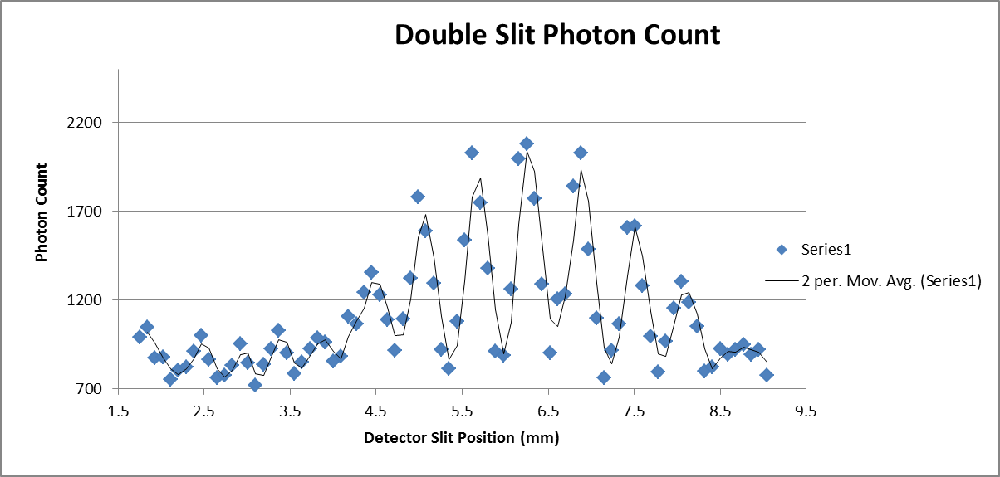 Double Slit Photon Count
Photon Count
2200
1700
1200
700
1.5 2.5 3.5 4.5 5.5 6.5 7.5 8.5 9.5
Detector Slit Position (mm)
Series1
2 per. Mov. Avg. (Series1)